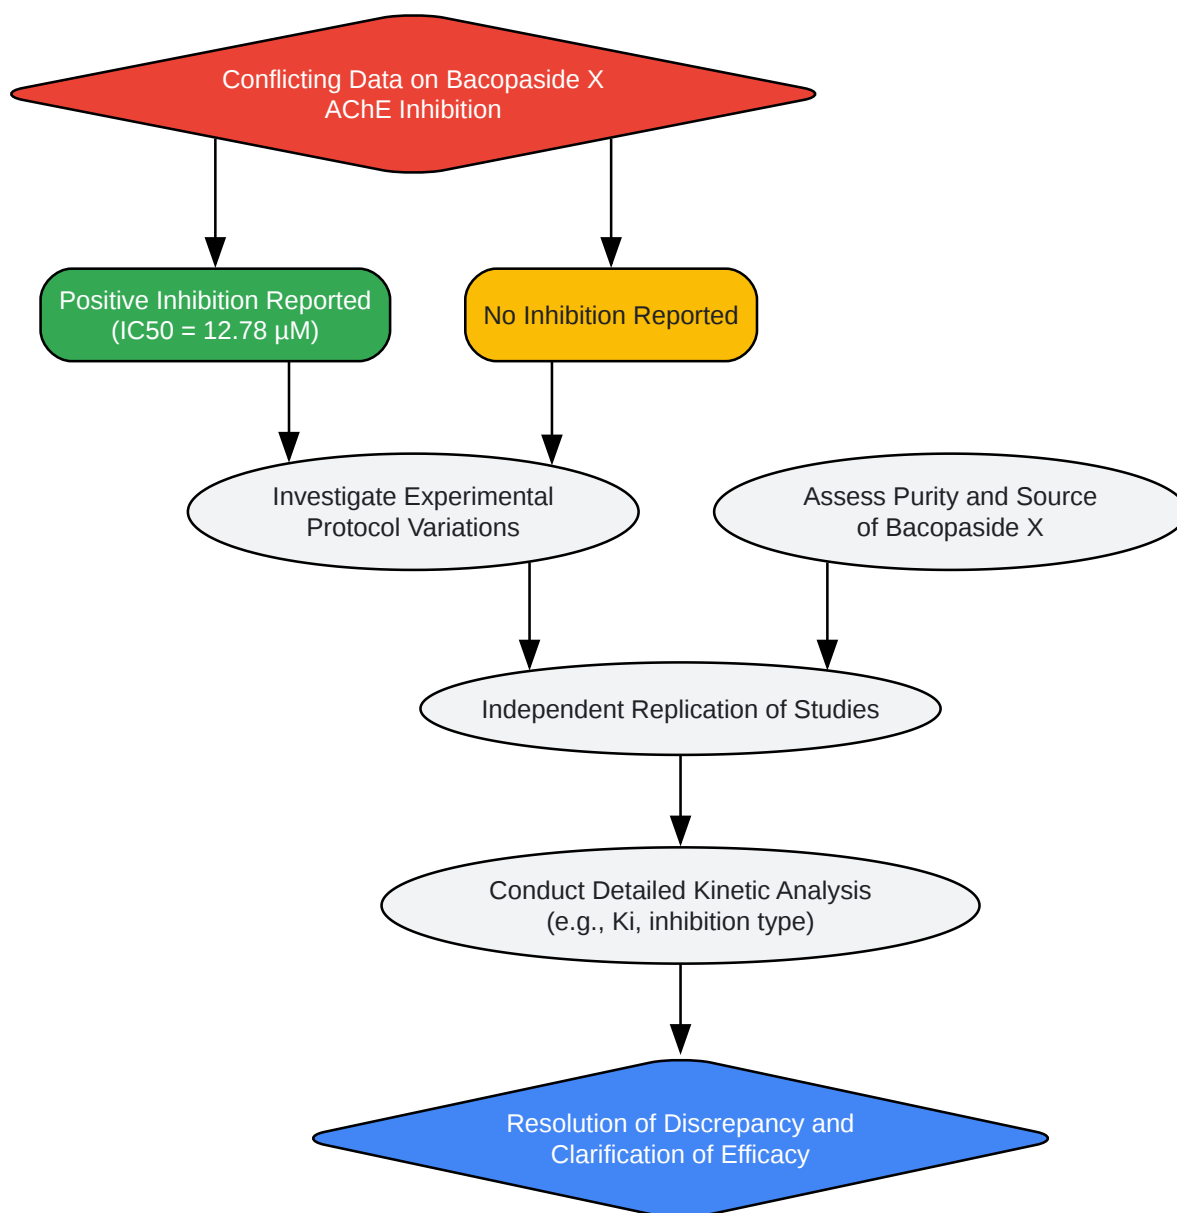 Conflicting Data on Bacopaside X
AChE Inhibition
Positive Inhibition Reported
(IC50 = 12.78 µM)
No Inhibition Reported
Investigate Experimental
Protocol Variations
Assess Purity and Source
of Bacopaside X
Independent Replication of Studies
Conduct Detailed Kinetic Analysis
(e.g., Ki, inhibition type)
Resolution of Discrepancy and
Clarification of Efficacy